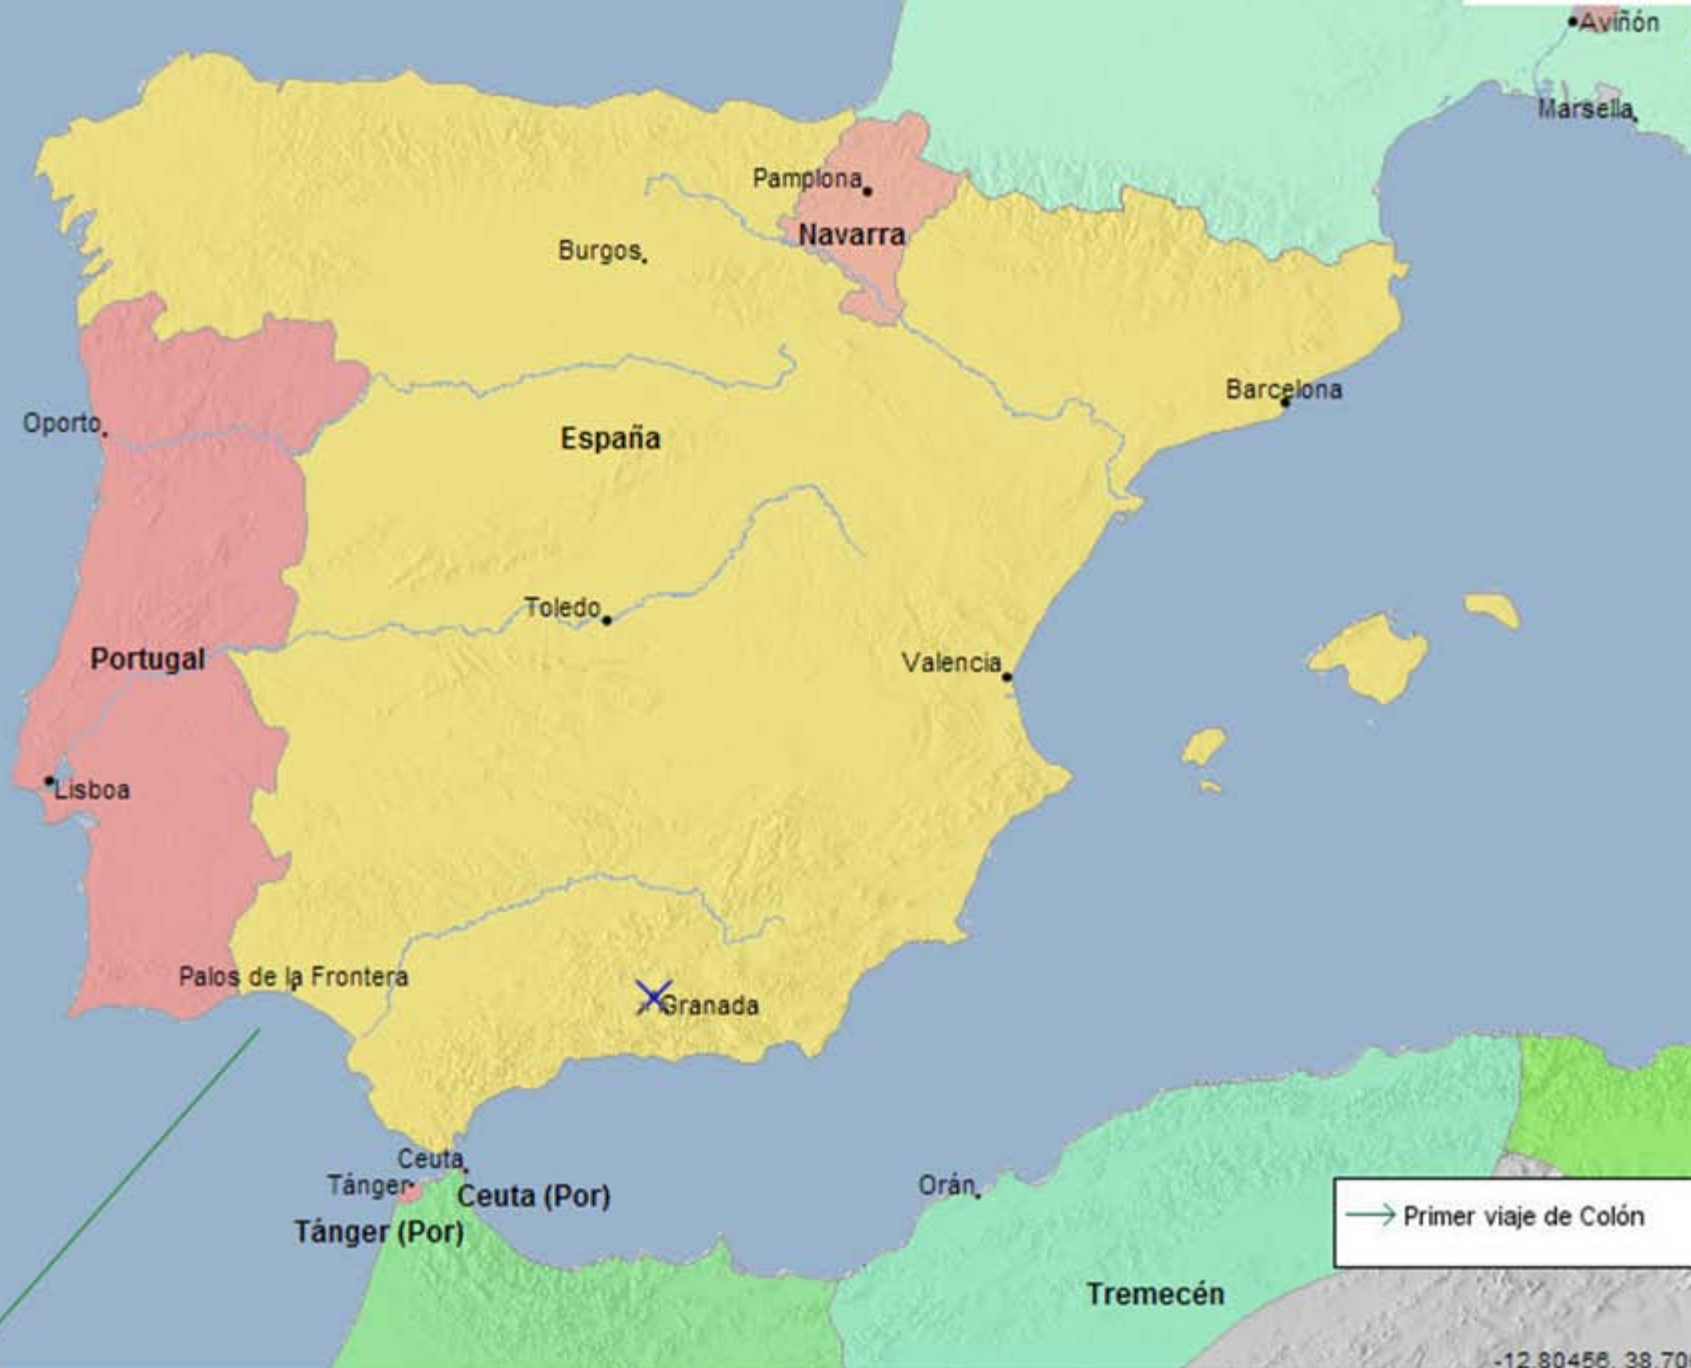 Aviñón
Marsella
Pamplona
Navarra
Burgos
Barcelona
Oporto
España
Toledo
Valencia
Portugal
Lisboa
Palos de la Frontera
Granada
Ceuta
Tánger
Ceuta (Por)
Orán
Tánger (Por)
Primer viaje de Colón
Tremecén